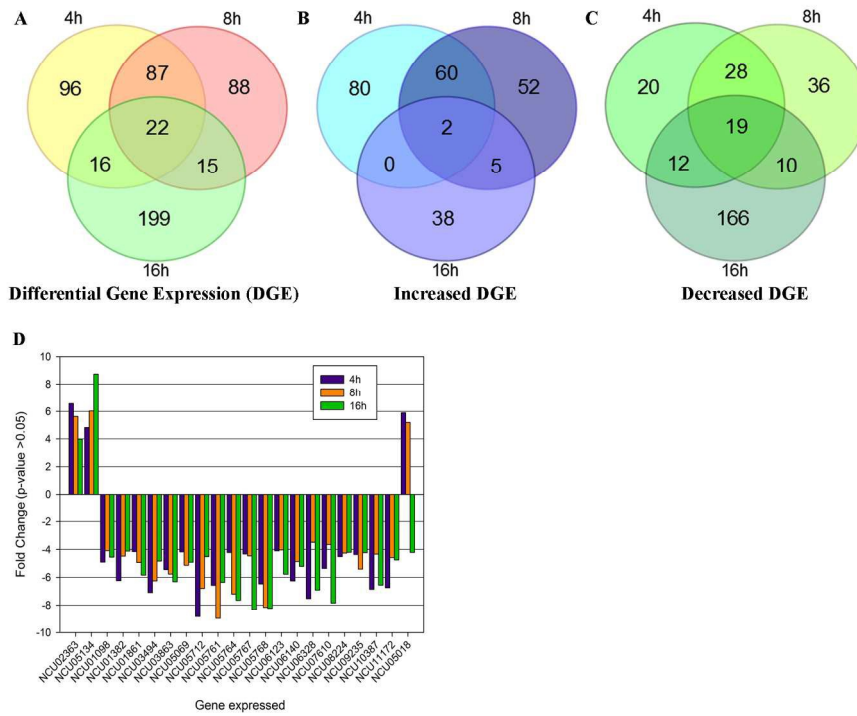 A
4h
8h
96
87
88
22
16
15
199
16h
Differential Gene Expression (DGE)
B
4h
8h
80
60
52
2
0
5
38
16h
Increased DGE
C
4h
8h
20
28
36
19
12
10
166
16h
Decreased DGE
D
10
8
6
4
2
0
-2
-4
-6
-8
-10
Fold Change (p-value >0.05)
4h
8h
16h
NCU02363
NCU05134
NCU01098
NCU01382
NCU01861
NCU03494
NCU03863
NCU05069
NCU05712
NCU05761
NCU05764
NCU05767
NCU05768
NCU06123
NCU06140
NCU06328
NCU07610
NCU08224
NCU09235
NCU10387
NCU11172
NCU05018
Gene expressed